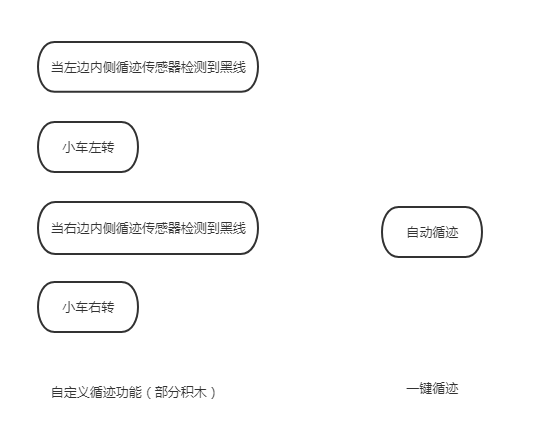 当左边内侧循迹传感器检测到黑线
小车左转
当右边内侧循迹传感器检测到黑线
自动循迹
小车右转
自定义循迹功能（部分积木）
一键循迹